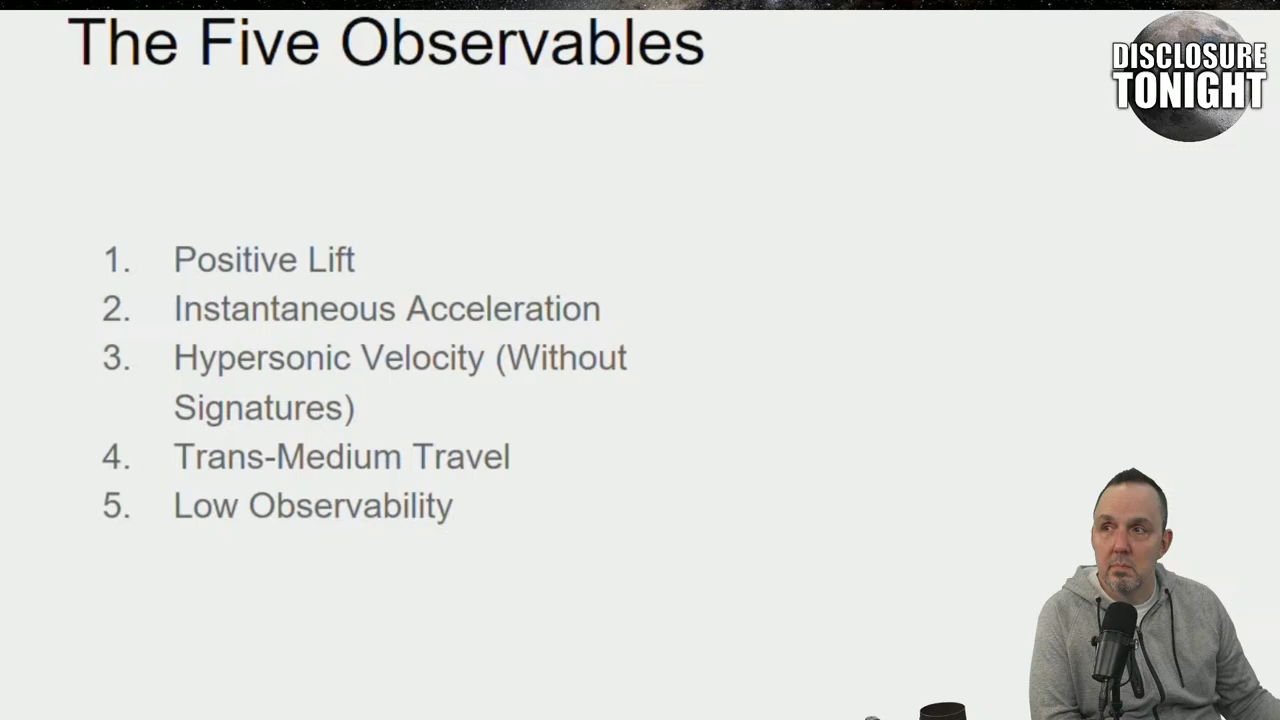 The Five Observables
DISCLOSURE
TONIGHT
1. Positive Lift
2. Instantaneous Acceleration
3. Hypersonic Velocity (Without
Signatures)
4. Trans-Medium Travel
5. Low Observability